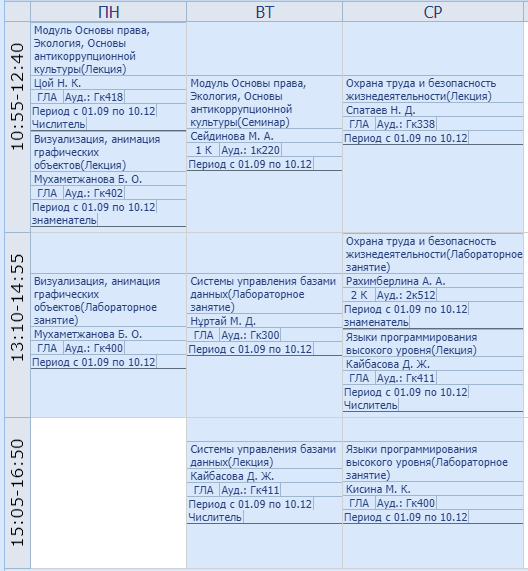 ПН
ВТ
СР
10:55-12:40
Модуль Основы права,
Экология, Основы
антикоррупционной
культуры(Лекция)
Цой Н. К.
ГЛА Ауд.: Гк418
Период с 01.09 по 10.12
Числитель
Визуализация, анимация
графических
объектов(Лекция)
Мухаметжанова Б. О.
ГЛА Ауд.: Гк402
Период с 01.09 по 10.12
знаменатель
Модуль Основы права,
Экология, Основы
антикоррупционной
культуры(Семинар)
Сейдинова М. А.
1 К Ауд.: 1к220
Период с 01.09 по 10.12
Охрана труда и безопасность
жизнедеятельности(Лекция)
Спатаев Н. Д.
ГЛА Ауд.: Гк338
Период с 01.09 по 10.12
13:10-14:55
Визуализация, анимация
графических
объектов(Лабораторное
занятие)
Мухаметжанова Б. О.
ГЛА Ауд.: Гк400
Период с 01.09 по 10.12
Системы управления базами
данных(Лабораторное
занятие)
Нұртай М. Д.
ГЛА Ауд.: Гк300
Период с 01.09 по 10.12
Охрана труда и безопасность
жизнедеятельности(Лабораторное
занятие)
Рахимберлина А. А.
2 К Ауд.: 2к512
Период с 01.09 по 10.12
знаменатель
Языки программирования
высокого уровня(Лекция)
Кайбасова Д. Ж.
ГЛА Ауд.: Гк411
Период с 01.09 по 10.12
Числитель
15:05-16:50
Системы управления базами
данных(Лекция)
Кайбасова Д. Ж.
ГЛА Ауд.: Гк411
Период с 01.09 по 10.12
Числитель
Языки программирования
высокого уровня(Лабораторное
занятие)
Кисина М. К.
ГЛА Ауд.: Гк400
Период с 01.09 по 10.12